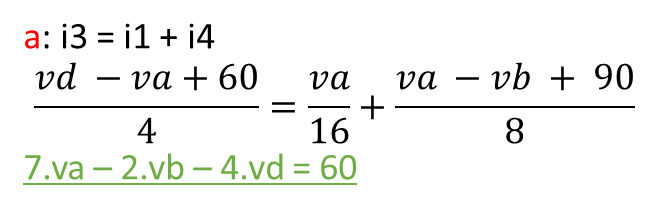 a: i3 = i1 + i4
vd − va + 60 / 4 = va / 16 + va − vb + 90 / 8
7.va – 2.vb – 4.vd = 60